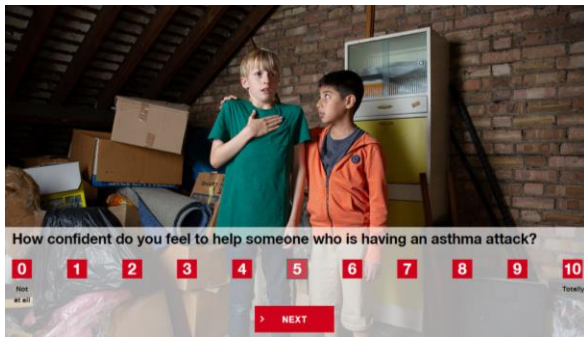 How confident do you feel to help someone who is having an asthma attack?
0 1 2 3 4 5 6 7 8 9 10
Not
at all
Totally
> NEXT